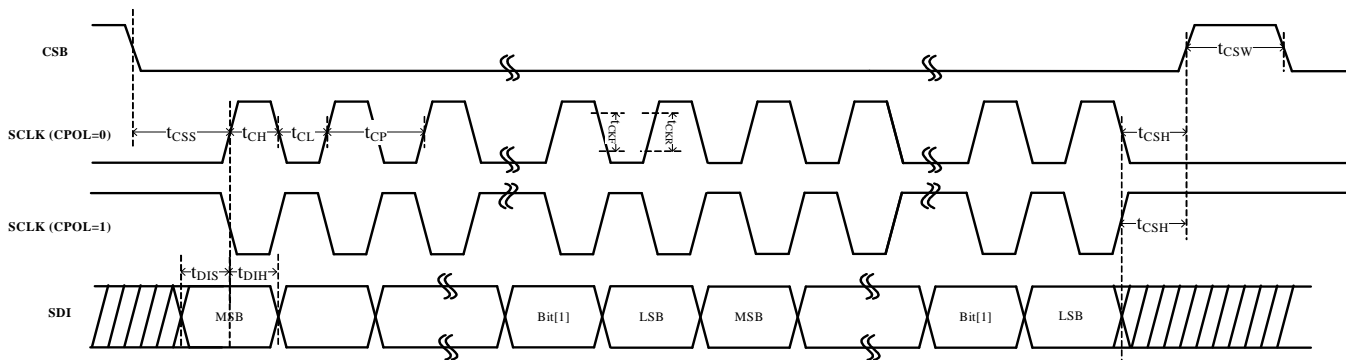 CSB
tCSW
SCLK (CPOL=0)
tCSS
tCH
tCL
tCP
tCKF
tCKR
tCSH
SCLK (CPOL=1)
tCSH
tDIS
tDIH
SDI
MSB
Bit[1]
LSB
MSB
Bit[1]
LSB